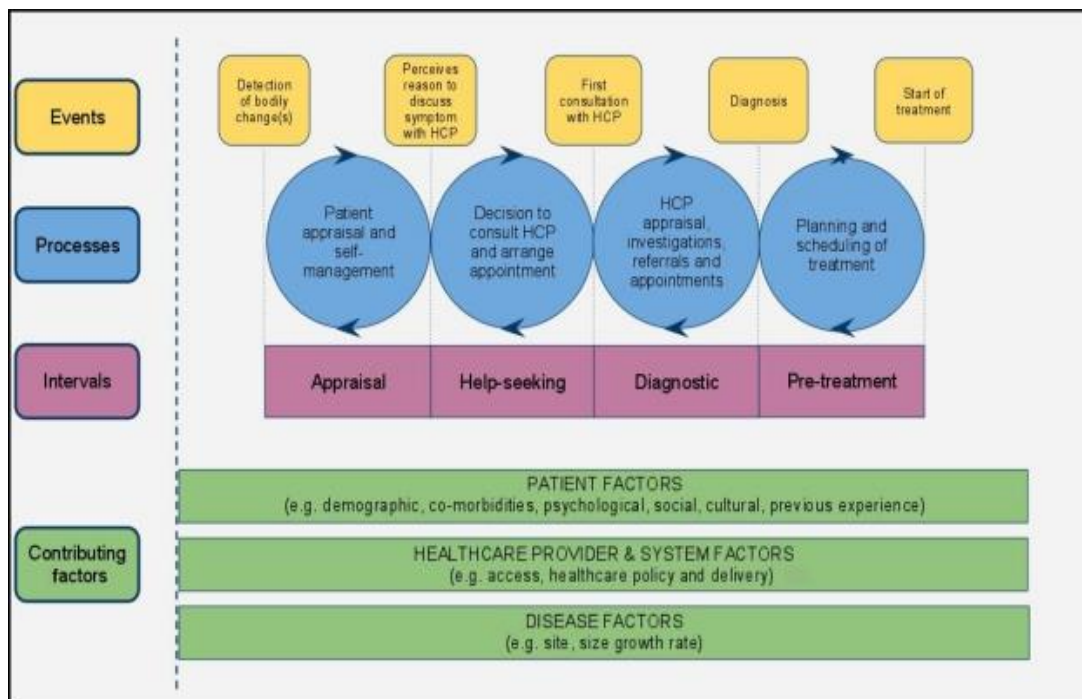 Events
Detection
of bodily
change(s)
Perceives
reason to
discuss
symptom
with HCP
First
consultation
with HCP
Diagnosis
Start of
treatment
Processes
Patient
appraisal and
self-
management
Decision to
consult HCP
and arrange
appointment
HCP
appraisal,
investigations,
referrals and
appointments
Planning and
scheduling of
treatment
Intervals
Appraisal
Help-seeking
Diagnostic
Pre-treatment
Contributing
factors
PATIENT FACTORS
(e.g. demographic, co-morbidities, psychological, social, cultural, previous experience)
HEALTHCARE PROVIDER & SYSTEM FACTORS
(e.g. access, healthcare policy and delivery)
DISEASE FACTORS
(e.g. site, size growth rate)